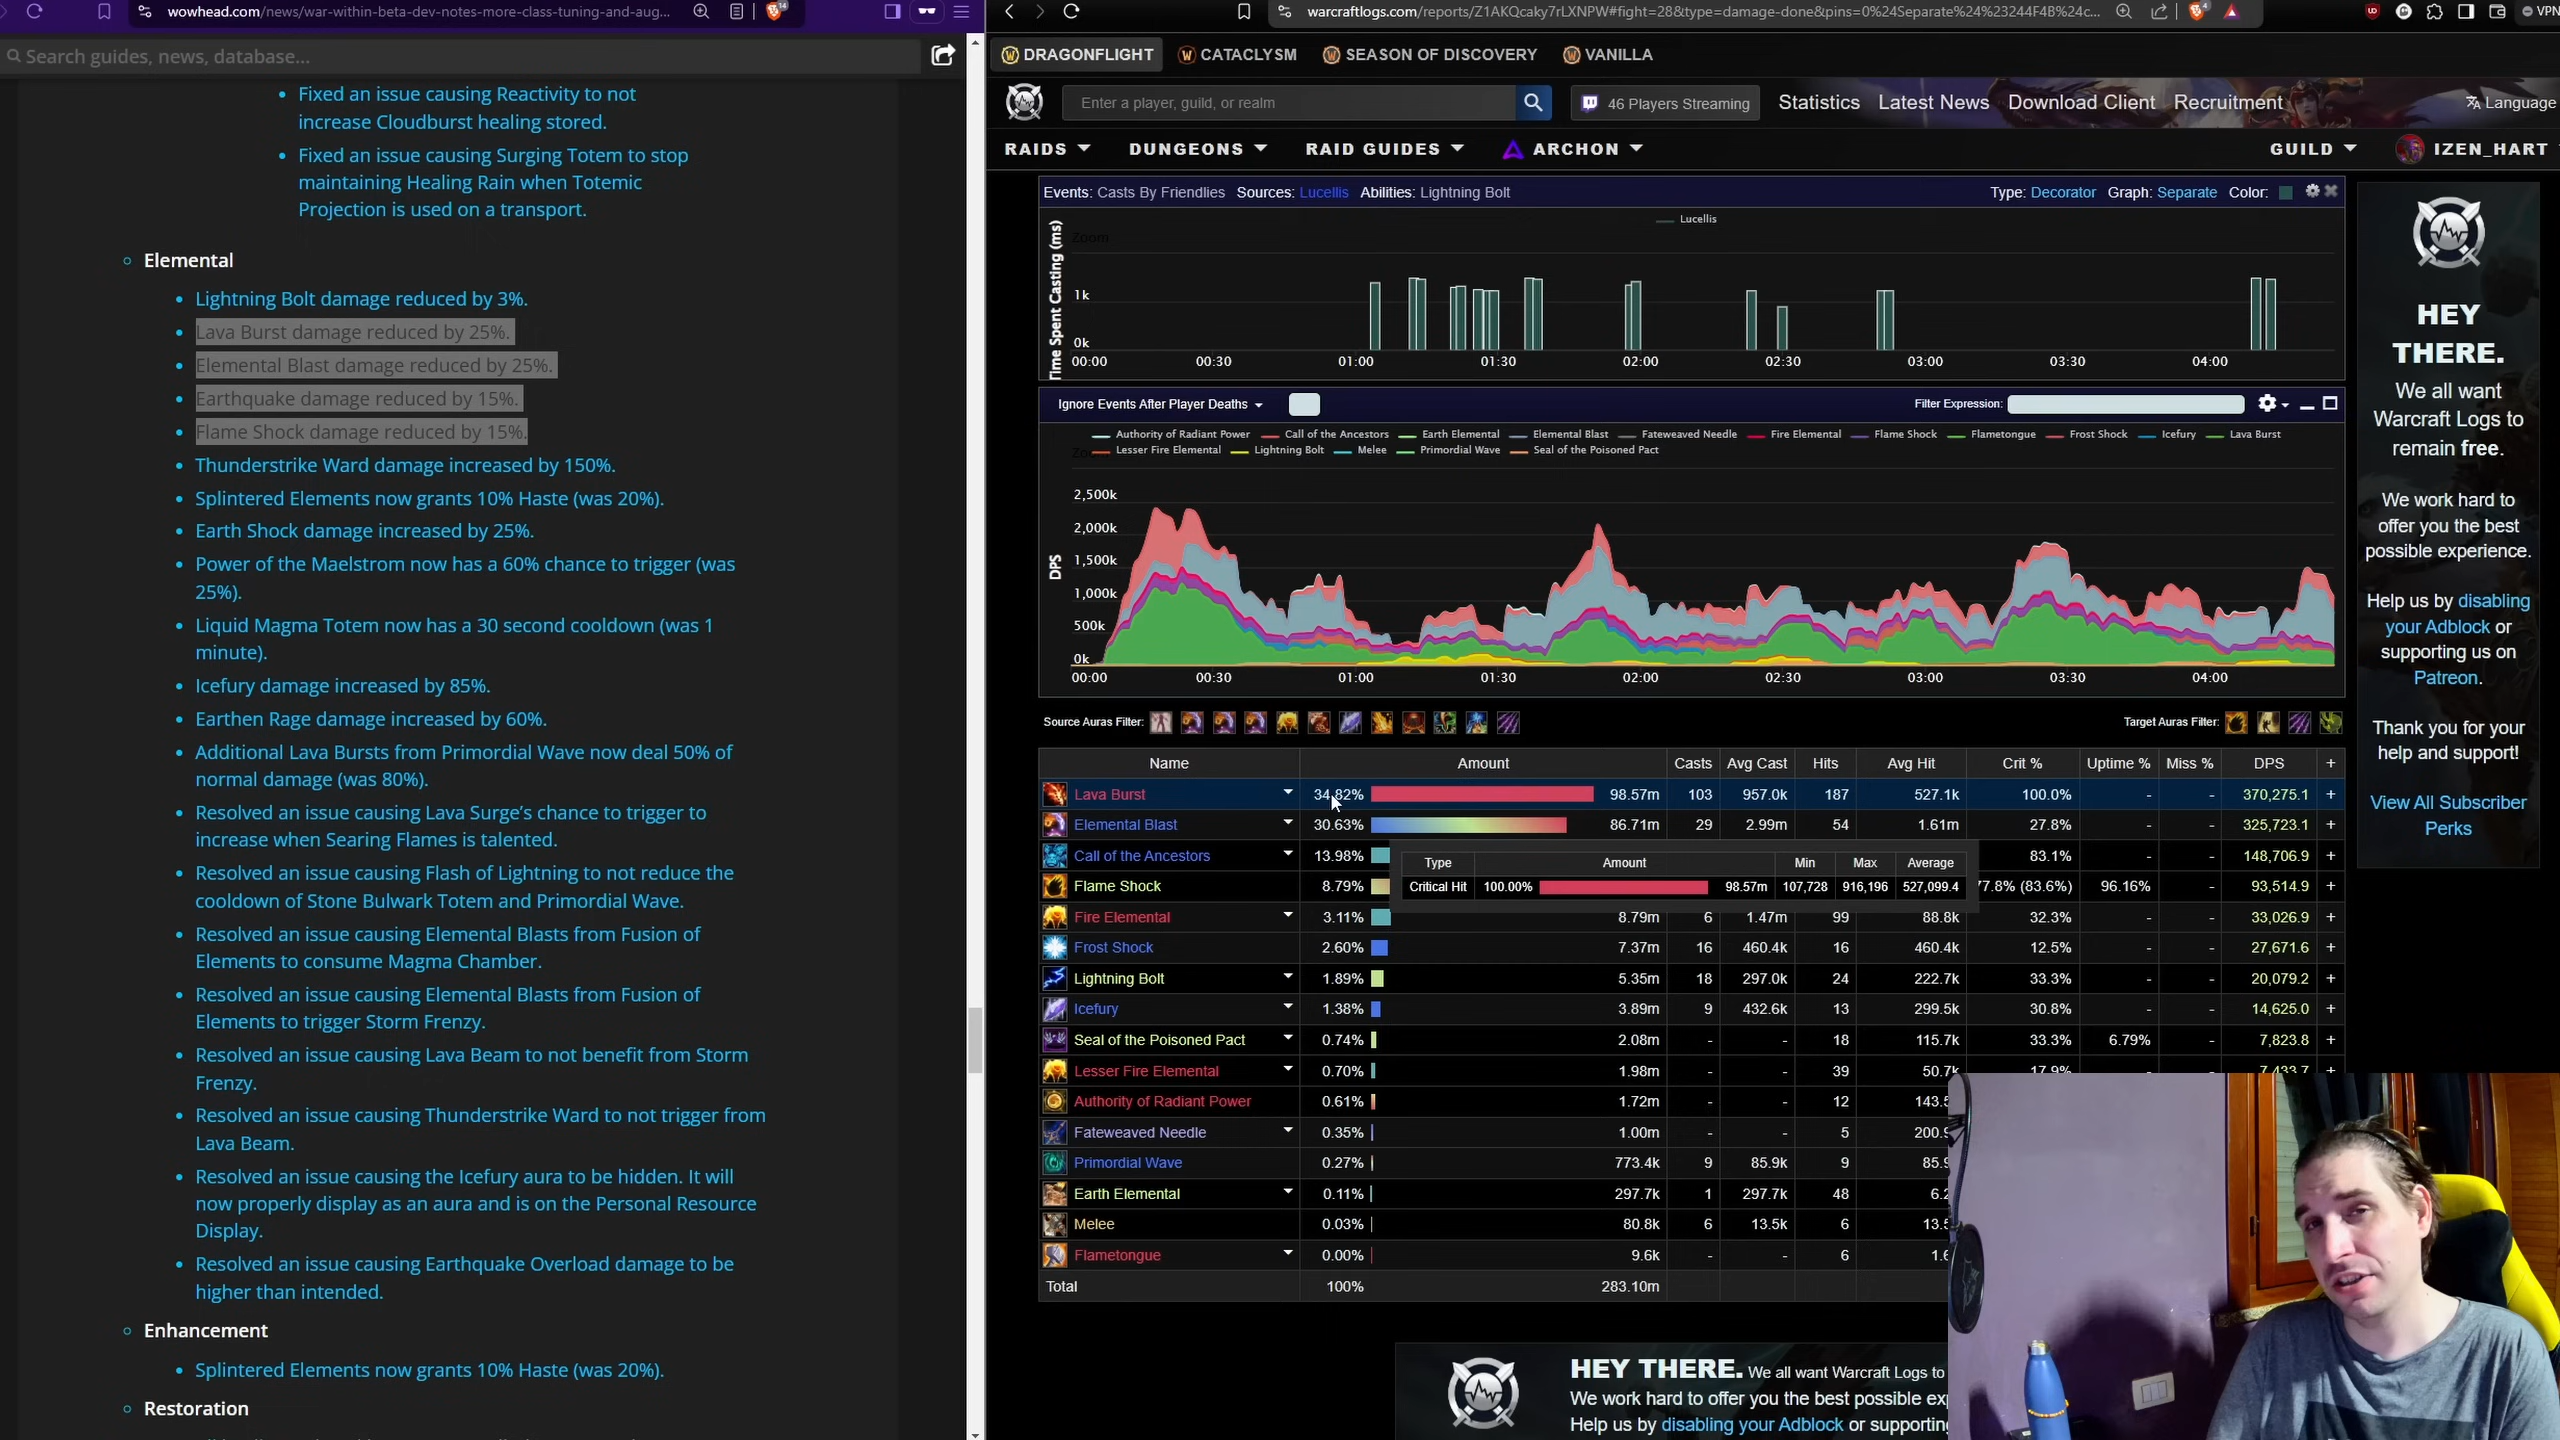 wowhead.com/news/war-within-beta-dev-notes-more-class-tuning-and-aug...
14
Search guides, news, database...
Fixed an issue causing Reactivity to not
increase Cloudburst healing stored.
Fixed an issue causing Surging Totem to stop
maintaining Healing Rain when Totemic
Projection is used on a transport.
Elemental
Lightning Bolt damage reduced by 3%.
Lava Burst damage reduced by 25%.
Elemental Blast damage reduced by 25%.
Earthquake damage reduced by 15%.
Flame Shock damage reduced by 15%.
Thunderstrike Ward damage increased by 150%.
Splintered Elements now grants 10% Haste (was 20%).
Earth Shock damage increased by 25%.
Power of the Maelstrom now has a 60% chance to trigger (was
25%).
Liquid Magma Totem now has a 30 second cooldown (was 1
minute).
Icefury damage increased by 85%.
Earthen Rage damage increased by 60%.
Additional Lava Bursts from Primordial Wave now deal 50% of
normal damage (was 80%).
Resolved an issue causing Lava Surge's chance to trigger to
increase when Searing Flames is talented.
Resolved an issue causing Flash of Lightning to not reduce the
cooldown of Stone Bulwark Totem and Primordial Wave.
Resolved an issue causing Elemental Blasts from Fusion of
Elements to consume Magma Chamber.
Resolved an issue causing Elemental Blasts from Fusion of
Elements to trigger Storm Frenzy.
Resolved an issue causing Lava Beam to not benefit from Storm
Frenzy.
Resolved an issue causing Thunderstrike Ward to not trigger from
Lava Beam.
Resolved an issue causing the Icefury aura to be hidden. It will
now properly display as an aura and is on the Personal Resource
Display.
Resolved an issue causing Earthquake Overload damage to be
higher than intended.
Enhancement
Splintered Elements now grants 10% Haste (was 20%).
Restoration
warcraftlogs.com/reports/Z1AKQcaky7rLXNPW#fight=28&type=damage-done&pins=0%24Separate%24%23244F4B%24c...
4
VPN
DRAGONFLIGHT CATACLYSM SEASON OF DISCOVERY VANILLA
Enter a player, guild, or realm 46 Players Streaming Statistics Latest News Download Client Recruitment Language
RAIDS DUNGEONS RAID GUIDES ARCHON GUILD IZEN_HART
Events: Casts By Friendlies Sources: Lucellis Abilities: Lightning Bolt Type: Decorator Graph: Separate Color:
Lucellis
Zoom
Time Spent Casting (ms)
1k
0k
00:00 00:30 01:00 01:30 02:00 02:30 03:00 03:30 04:00
Ignore Events After Player Deaths Filter Expression:
Authority of Radiant Power Call of the Ancestors Earth Elemental Elemental Blast Fateweaved Needle Fire Elemental Flame Shock Flametongue Frost Shock Icefury Lava Burst
Lesser Fire Elemental Lightning Bolt Melee Primordial Wave Seal of the Poisoned Pact
DPS
2,500k
2,000k
1,500k
1,000k
500k
0k
00:00 00:30 01:00 01:30 02:00 02:30 03:00 03:30 04:00
Source Auras Filter: Target Auras Filter:
Name Amount Casts Avg Cast Hits Avg Hit Crit % Uptime % Miss % DPS +
Lava Burst 34.82% 98.57m 103 957.0k 187 527.1k 100.0% - - 370,275.1 +
Elemental Blast 30.63% 86.71m 29 2.99m 54 1.61m 27.8% - - 325,723.1 +
Call of the Ancestors 13.98% 83.1% - - 148,706.9 +
Type Amount Min Max Average
Critical Hit 100.00% 98.57m 107,728 916,196 527,099.4
Flame Shock 8.79% 77.8% (83.6%) 96.16% - 93,514.9 +
Fire Elemental 3.11% 8.79m 6 1.47m 99 88.8k 32.3% - - 33,026.9 +
Frost Shock 2.60% 7.37m 16 460.4k 16 460.4k 12.5% - - 27,671.6 +
Lightning Bolt 1.89% 5.35m 18 297.0k 24 222.7k 33.3% - - 20,079.2 +
Icefury 1.38% 3.89m 9 432.6k 13 299.5k 30.8% - - 14,625.0 +
Seal of the Poisoned Pact 0.74% 2.08m - - 18 115.7k 33.3% 6.79% - 7,823.8 +
Lesser Fire Elemental 0.70% 1.98m - - 39 50.7k 17.9% - - 7,433.7 +
Authority of Radiant Power 0.61% 1.72m - - 12 143.5
Fateweaved Needle 0.35% 1.00m - - 5 200.9
Primordial Wave 0.27% 773.4k 9 85.9k 9 85.9
Earth Elemental 0.11% 297.7k 1 297.7k 48 6.2
Melee 0.03% 80.8k 6 13.5k 6 13.5
Flametongue 0.00% 9.6k - - 6 1.6
Total 100% 283.10m
HEY
THERE.
We all want
Warcraft Logs to
remain free.
We work hard to
offer you the best
possible experience.
Help us by disabling
your Adblock or
supporting us on
Patreon.
Thank you for your
help and support!
View All Subscriber
Perks
HEY THERE. We all want Warcraft Logs to
We work hard to offer you the best possible ex
Help us by disabling your Adblock or supporting